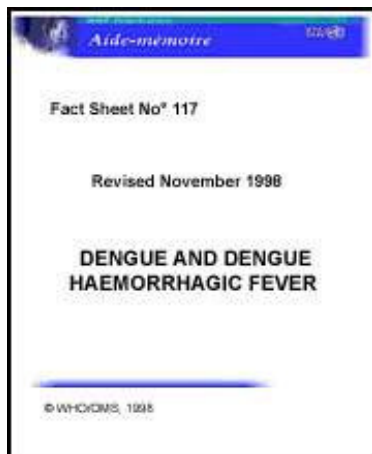 Aide-mémoire
Fact Sheet No° 117
Revised November 1998
DENGUE AND DENGUE
HAEMORRHAGIC FEVER
© WHO/OMS, 1998